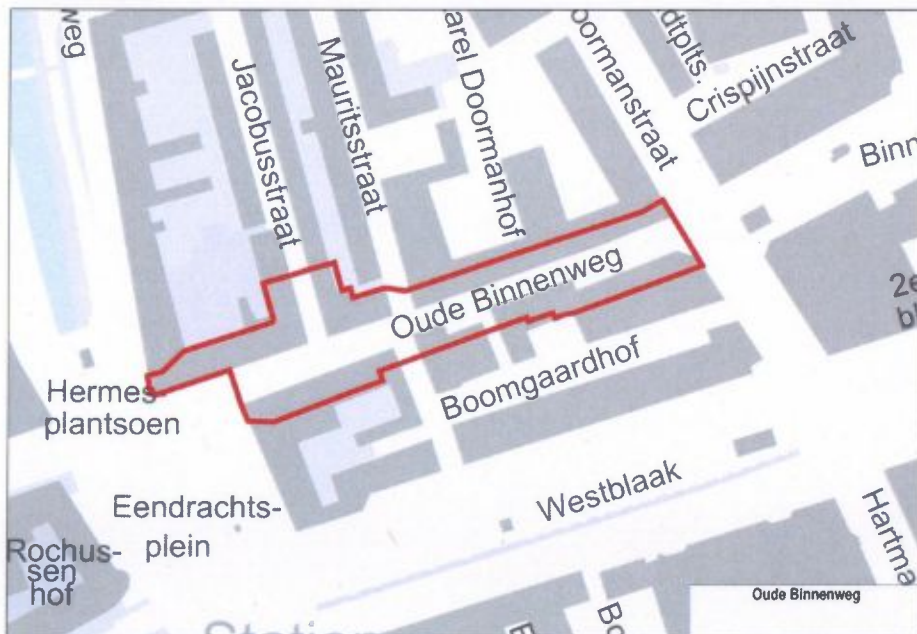 weg
Jacobusstraat
Mauritsstraat
arel Doormanhof
oormanstraat
dtplts.
Crispijnstraat
Binn
Oude Binnenweg
2e
b
Boomgaardhof
Hermes
plantsoen
Eendrachts-
plein
Westblaak
Hartma
Rochus-
sen
hof
Station
Bo
Oude Binnenweg